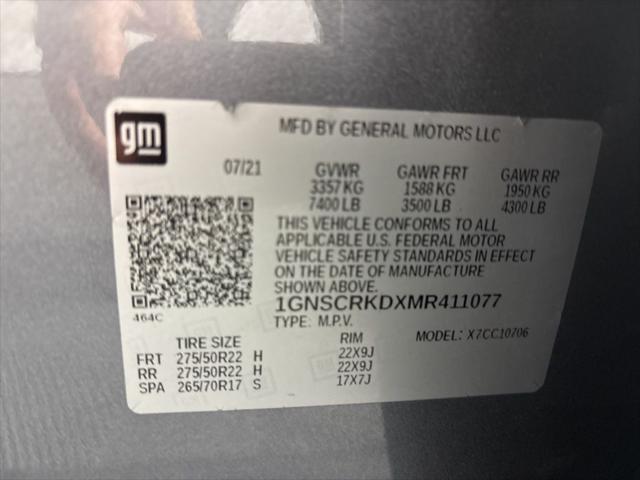 gm
MFD BY GENERAL MOTORS LLC
07/21 GVWR GAWR FRT GAWR RR
3357 KG 1588 KG 1950 KG
7400 LB 3500 LB 4300 LB
THIS VEHICLE CONFORMS TO ALL
APPLICABLE U.S. FEDERAL MOTOR
VEHICLE SAFETY STANDARDS IN EFFECT
ON THE DATE OF MANUFACTURE
SHOWN ABOVE.
1GNSCRKDXMR411077
464C
TYPE: M.P.V. MODEL: X7CC10706
TIRE SIZE RIM
FRT 275/50R22 H 22X9J
RR 275/50R22 H 22X9J
SPA 265/70R17 S 17X7J